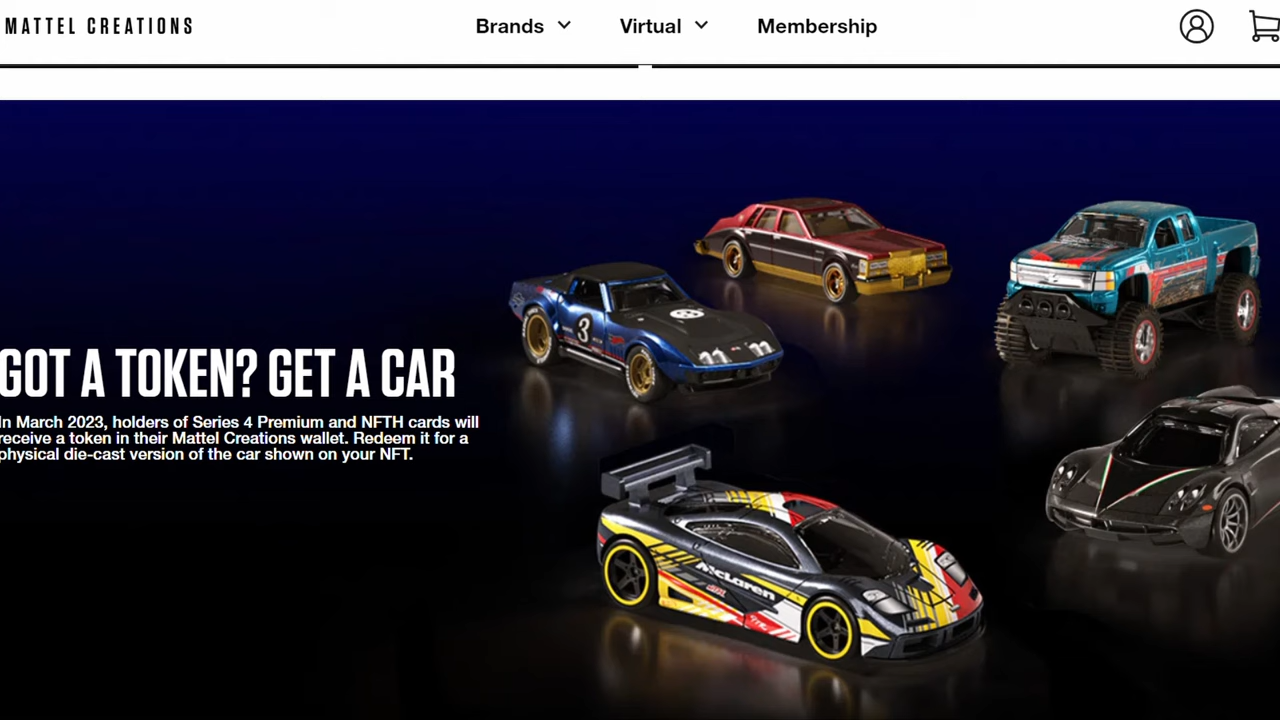 MATTEL CREATIONS
Brands
Virtual
Membership
GOT A TOKEN? GET A CAR
In March 2023, holders of Series 4 Premium and NFTH cards will
receive a token in their Mattel Creations wallet. Redeem it for a
physical die-cast version of the car shown on your NFT.
3
McLaren